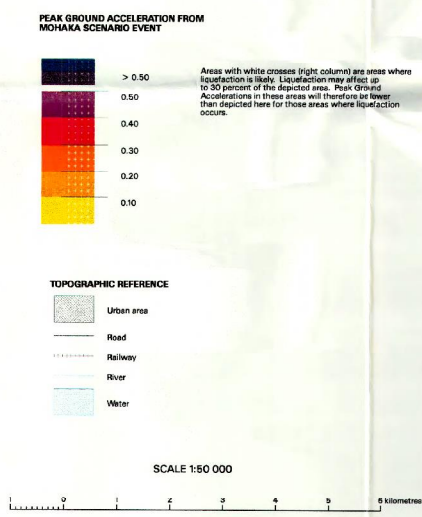 PEAK GROUND ACCELERATION FROM
MOHAKA SCENARIO EVENT
> 0.50
0.50
0.40
0.30
0.20
0.10
Areas with white crosses (right column) are areas where
liquefaction is likely. Liquefaction may affect up
to 30 percent of the depicted area. Peak Ground
Accelerations in these areas will therefore be lower
than depicted here for those areas where liquefaction
occurs.
TOPOGRAPHIC REFERENCE
Urban area
Road
Railway
River
Water
SCALE 1:50 000
1 0 1 2 3 4 5 6 kilometres